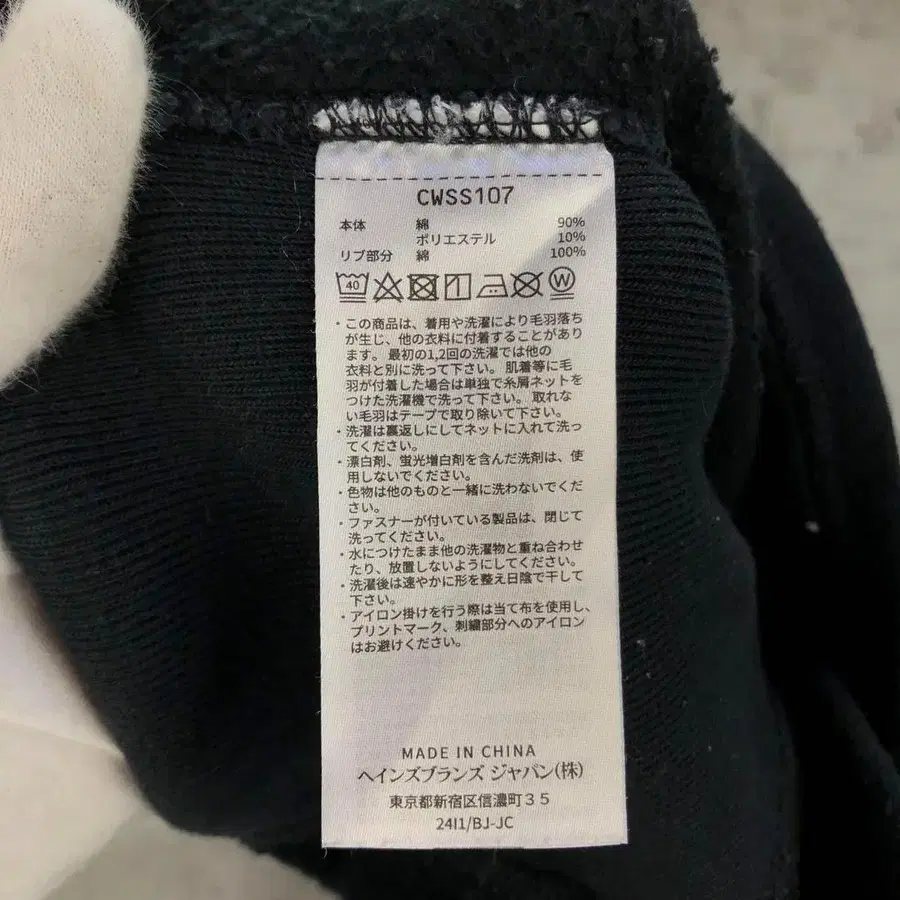 CWSS107
本体 綿 90%
ポリエステル 10%
リブ部分 綿 100%
40 W
・この商品は、着用や洗濯により毛羽落ち
が生じ、他の衣料に付着することがあり
ます。最初の1,2回の洗濯では他の
衣料と別に洗って下さい。肌着等に毛
羽が付着した場合は単独で糸屑ネットを
つけた洗濯機で洗って下さい。取れな
い毛羽はテープで取り除いて下さい。
・洗濯は裏返しにしてネットに入れて洗っ
てください。
・漂白剤、蛍光増白剤を含んだ洗剤は、使
用しないでください。
・色物は他のものと一緒に洗わないでくだ
さい。
・ファスナーが付いている製品は、閉じて
洗ってください。
・水につけたまま他の洗濯物と重ね合わせ
たり、放置しないようにしてください。
・洗濯後は速やかに形を整え日陰で干して
下さい。
・アイロン掛けを行う際は当て布を使用し、
プリントマーク、刺繍部分へのアイロン
はお避けください。
MADE IN CHINA
ヘインズブランズ ジャパン(株)
東京都新宿区信濃町35
24I1/BJ-JC